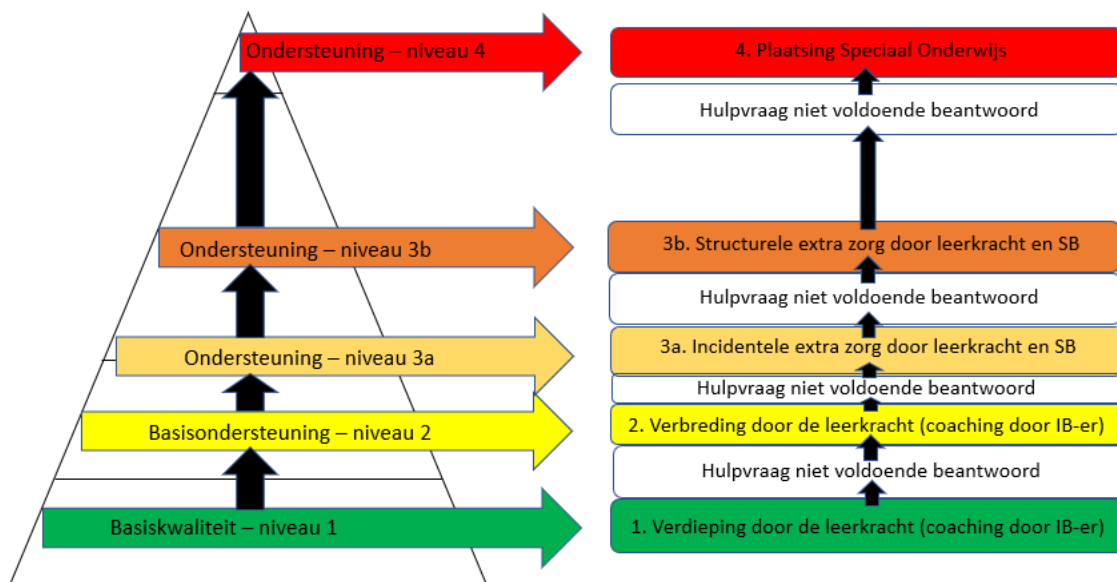 Ondersteuning – niveau 4
4. Plaatsing Speciaal Onderwijs
Hulpvraag niet voldoende beantwoord
Ondersteuning – niveau 3b
3b. Structurele extra zorg door leerkracht en SB
Hulpvraag niet voldoende beantwoord
Ondersteuning – niveau 3a
3a. Incidentele extra zorg door leerkracht en SB
Hulpvraag niet voldoende beantwoord
Basisondersteuning – niveau 2
2. Verbreding door de leerkracht (coaching door IB-er)
Hulpvraag niet voldoende beantwoord
Basiskwaliteit – niveau 1
1. Verdieping door de leerkracht (coaching door IB-er)